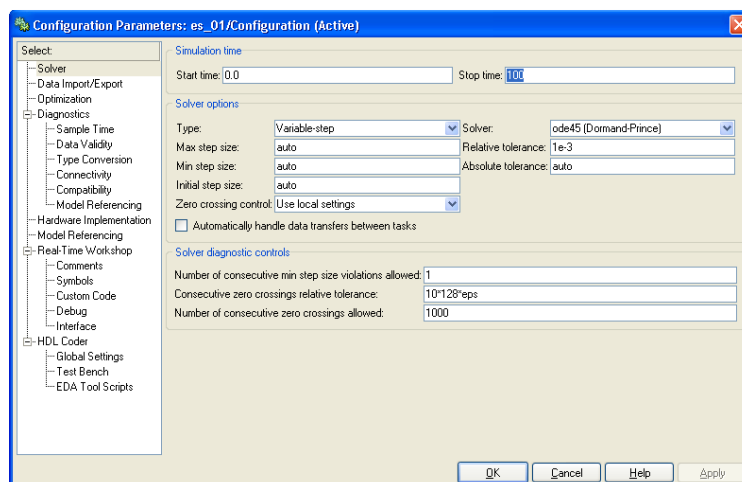 Configuration Parameters: es_01/Configuration (Active)
Select:
Solver
Data Import/Export
Optimization
Diagnostics
Sample Time
Data Validity
Type Conversion
Connectivity
Compatibility
Model Referencing
Hardware Implementation
Model Referencing
Real-Time Workshop
Comments
Symbols
Custom Code
Debug
Interface
HDL Coder
Global Settings
Test Bench
EDA Tool Scripts
Simulation time
Start time: 0.0 Stop time: 100
Solver options
Type: Variable-step Solver: ode45 (Dormand-Prince)
Max step size: auto Relative tolerance: 1e-3
Min step size: auto Absolute tolerance: auto
Initial step size: auto
Zero crossing control: Use local settings
Automatically handle data transfers between tasks
Solver diagnostic controls
Number of consecutive min step size violations allowed: 1
Consecutive zero crossings relative tolerance: 10*128*eps
Number of consecutive zero crossings allowed: 1000
OK Cancel Help Apply